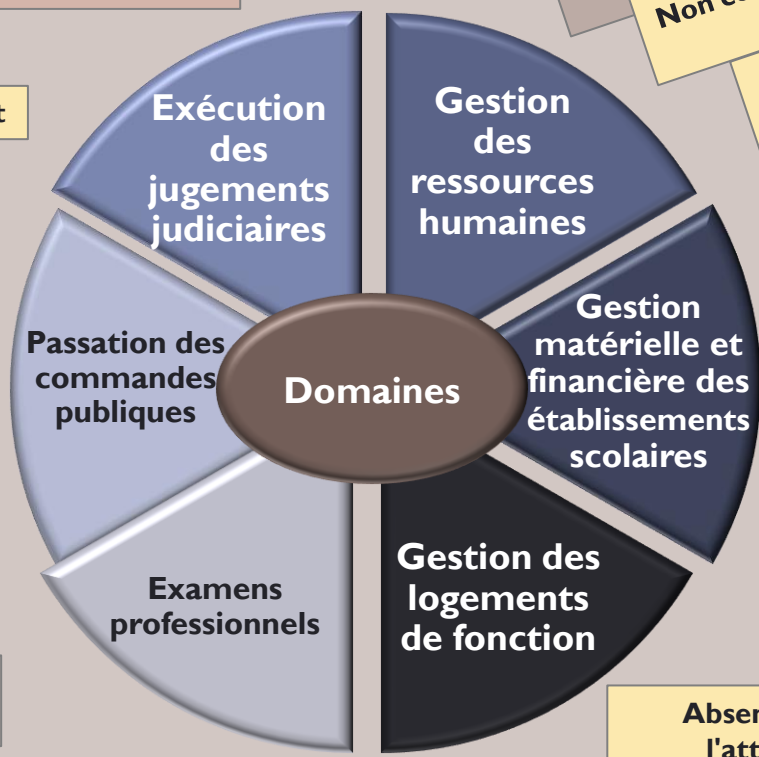 Non
Exécution
des
jugements
judiciaires
Gestion
des
ressources
humaines
Passation des
commandes
publiques
Domaines
Gestion
matérielle et
financière des
établissements
scolaires
Examens
professionnels
Gestion des
logements
de fonction